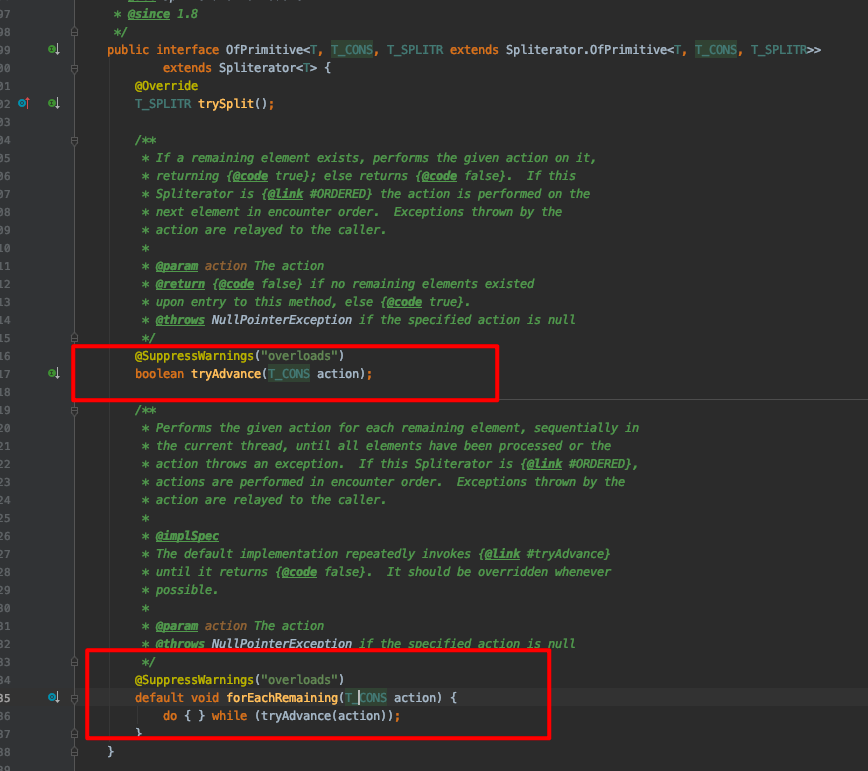 97 * @since 1.8
98 */
99 public interface OfPrimitive<T, T_CONS, T_SPLITR extends Spliterator.OfPrimitive<T, T_CONS, T_SPLITR>>
00 extends Spliterator<T> {
01 @Override
02 T_SPLITR trySplit();
03
04 /**
05 * If a remaining element exists, performs the given action on it,
06 * returning {@code true}; else returns {@code false}.  If this
07 * Spliterator is {@link #ORDERED} the action is performed on the
08 * next element in encounter order.  Exceptions thrown by the
09 * action are relayed to the caller.
10 *
11 * @param action The action
12 * @return {@code false} if no remaining elements existed
13 * upon entry to this method, else {@code true}.
14 * @throws NullPointerException if the specified action is null
15 */
16 @SuppressWarnings("overloads")
17 boolean tryAdvance(T_CONS action);
18
19 /**
20 * Performs the given action for each remaining element, sequentially in
21 * the current thread, until all elements have been processed or the
22 * action throws an exception.  If this Spliterator is {@link #ORDERED},
23 * actions are performed in encounter order.  Exceptions thrown by the
24 * action are relayed to the caller.
25 *
26 * @implSpec
27 * The default implementation repeatedly invokes {@link #tryAdvance}
28 * until it returns {@code false}.  It should be overridden whenever
29 * possible.
30 *
31 * @param action The action
32 * @throws NullPointerException if the specified action is null
33 */
34 @SuppressWarnings("overloads")
35 default void forEachRemaining(T_CONS action) {
36 do { } while (tryAdvance(action));
37 }
38 }